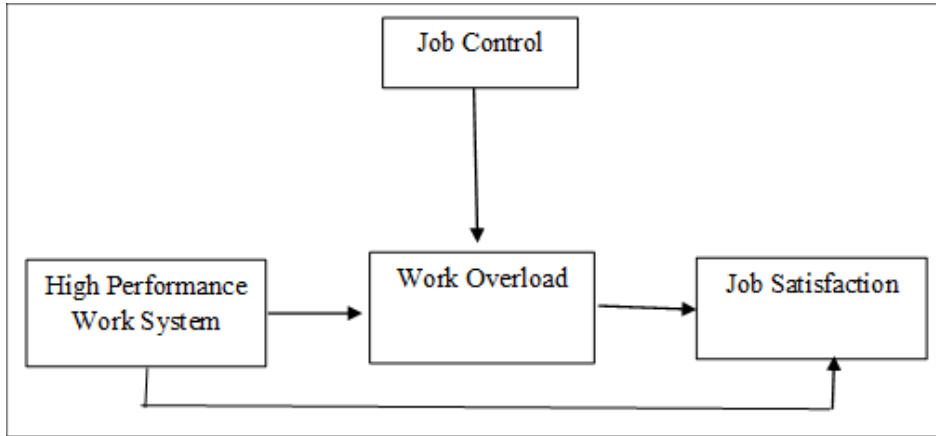 Job Control
High Performance
Work System
Work Overload
Job Satisfaction